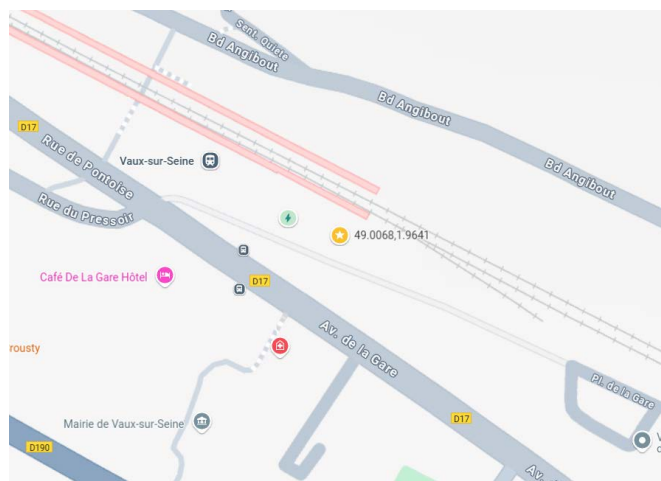 Sent. Quiete
Bd Angibout
Bd Angibout
D17
Rue de Pontoise
Vaux-sur-Seine
Bd Angibout
Rue du Pressoir
49.0068,1.9641
Café De La Gare Hôtel
D17
Av. de la Gare
rousty
Pl. de la Gare
Mairie de Vaux-sur-Seine
D17
D190
V
Av.